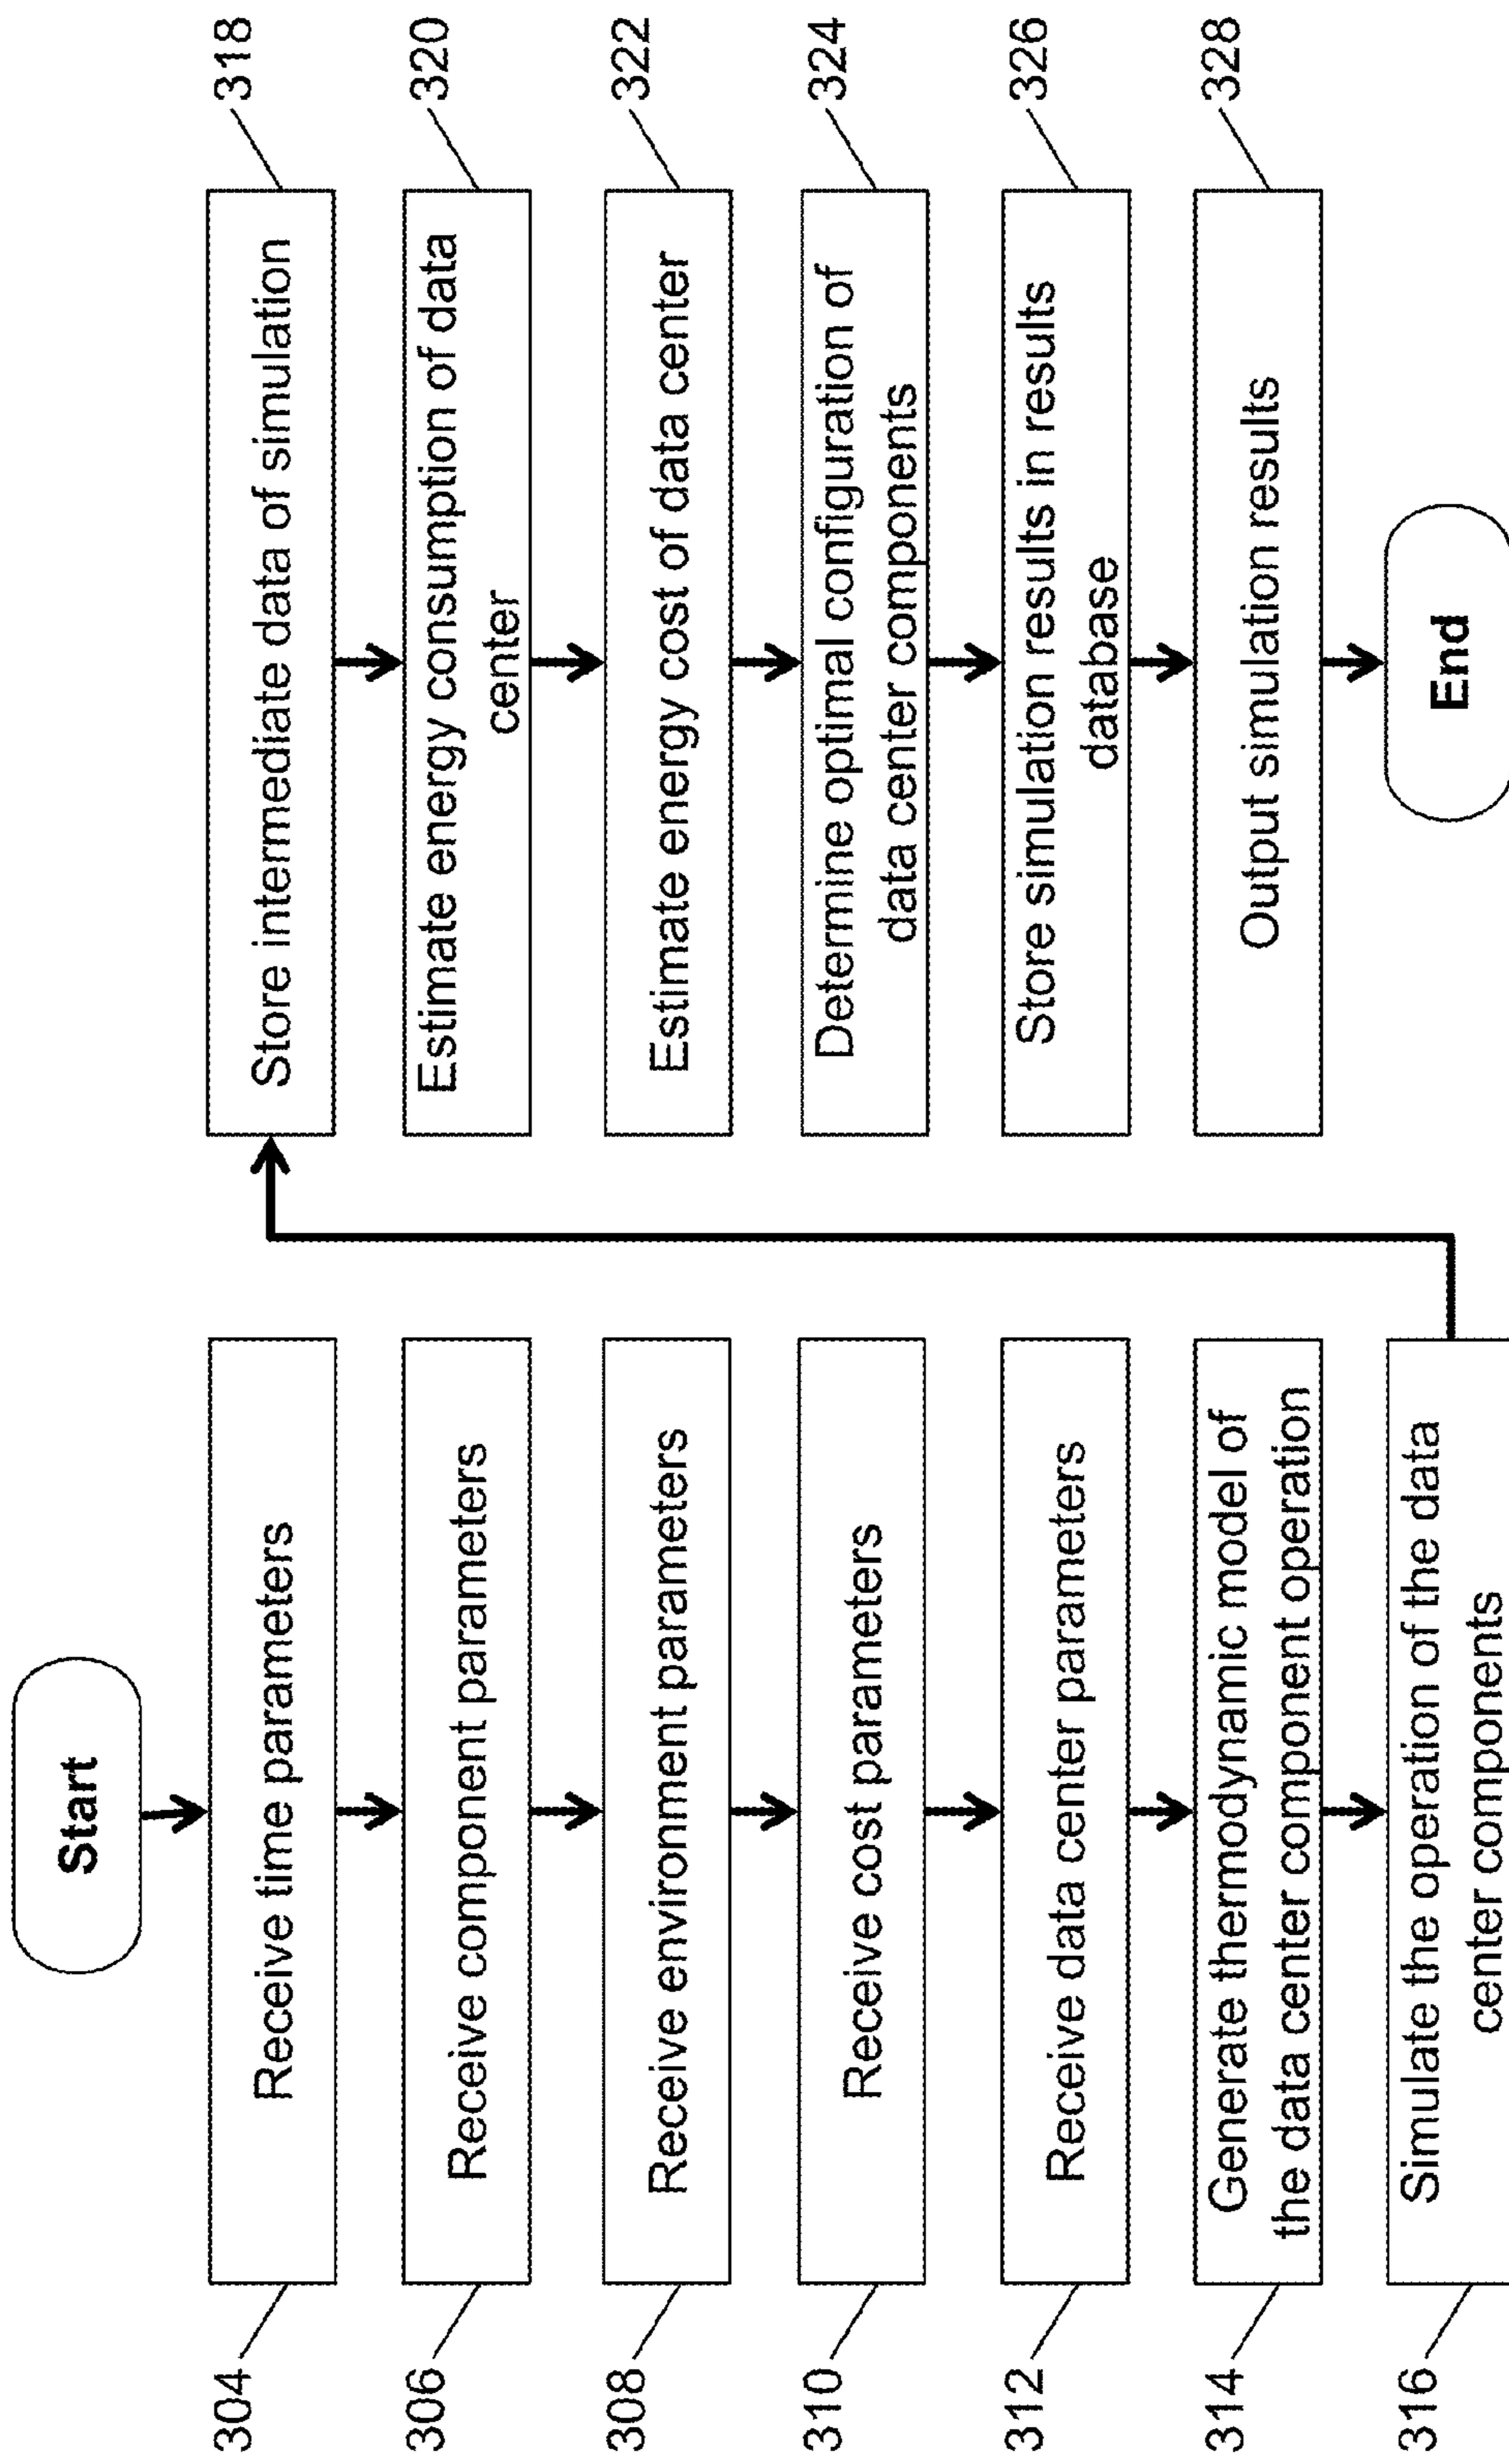 Start
304
Receive time parameters
306
Receive component parameters
308
Receive environment parameters
310
Receive cost parameters
312
Receive data center parameters
314
Generate thermodynamic model of
the data center component operation
316
Simulate the operation of the data
center components
318
Store intermediate data of simulation
320
Estimate energy consumption of data
center
322
Estimate energy cost of data center
324
Determine optimal configuration of
data center components
326
Store simulation results in results
database
328
Output simulation results
End